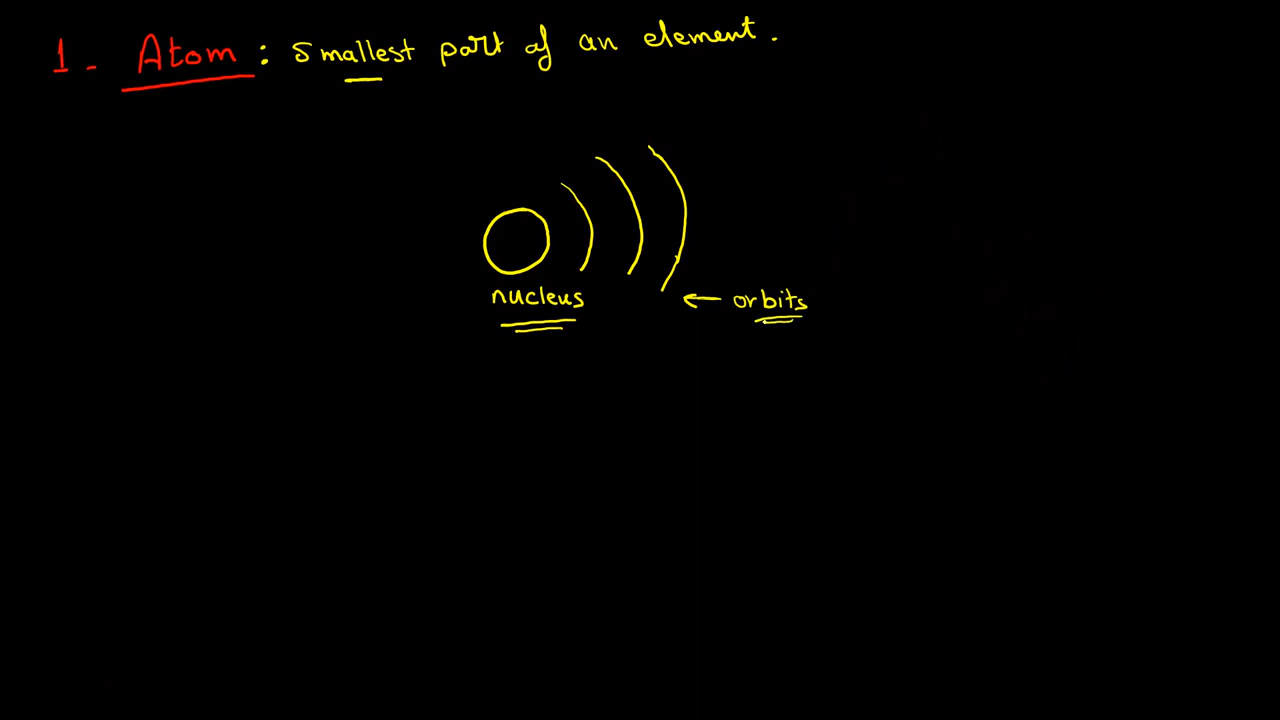 1. Atom : Smallest part of an element.
nucleus
← orbits